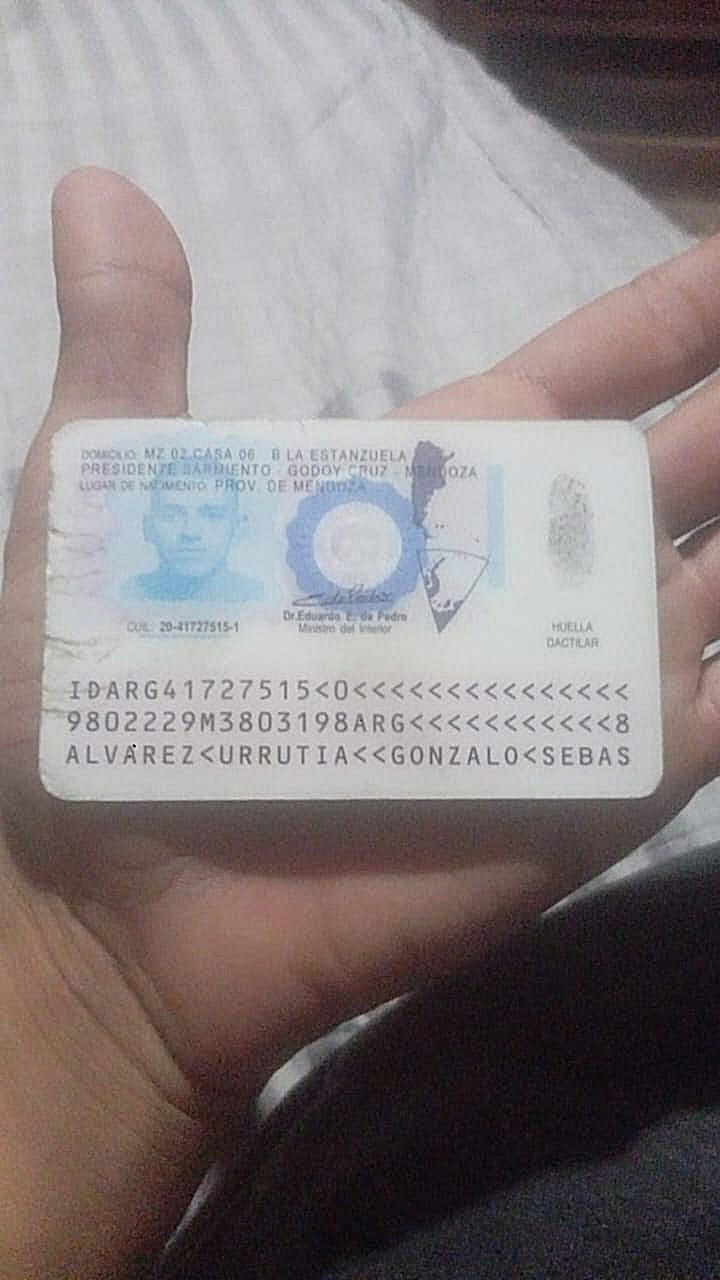 DOMICILIO: MZ 02 CASA 06 B LA ESTANZUELA
PRESIDENTE SARMIENTO - GODOY CRUZ - MENDOZA
LUGAR DE NACIMIENTO: PROV. DE MENDOZA
CUIL: 20-41727515-1
Dr.Eduardo E. de Pedro
Ministro del Interior
HUELLA
DACTILAR
IDARG41727515<0<<<<<<<<<<<<<<<
9802229M3803198ARG<<<<<<<<<<<8
ALVAREZ<URRUTIA<<GONZALO<SEBAS